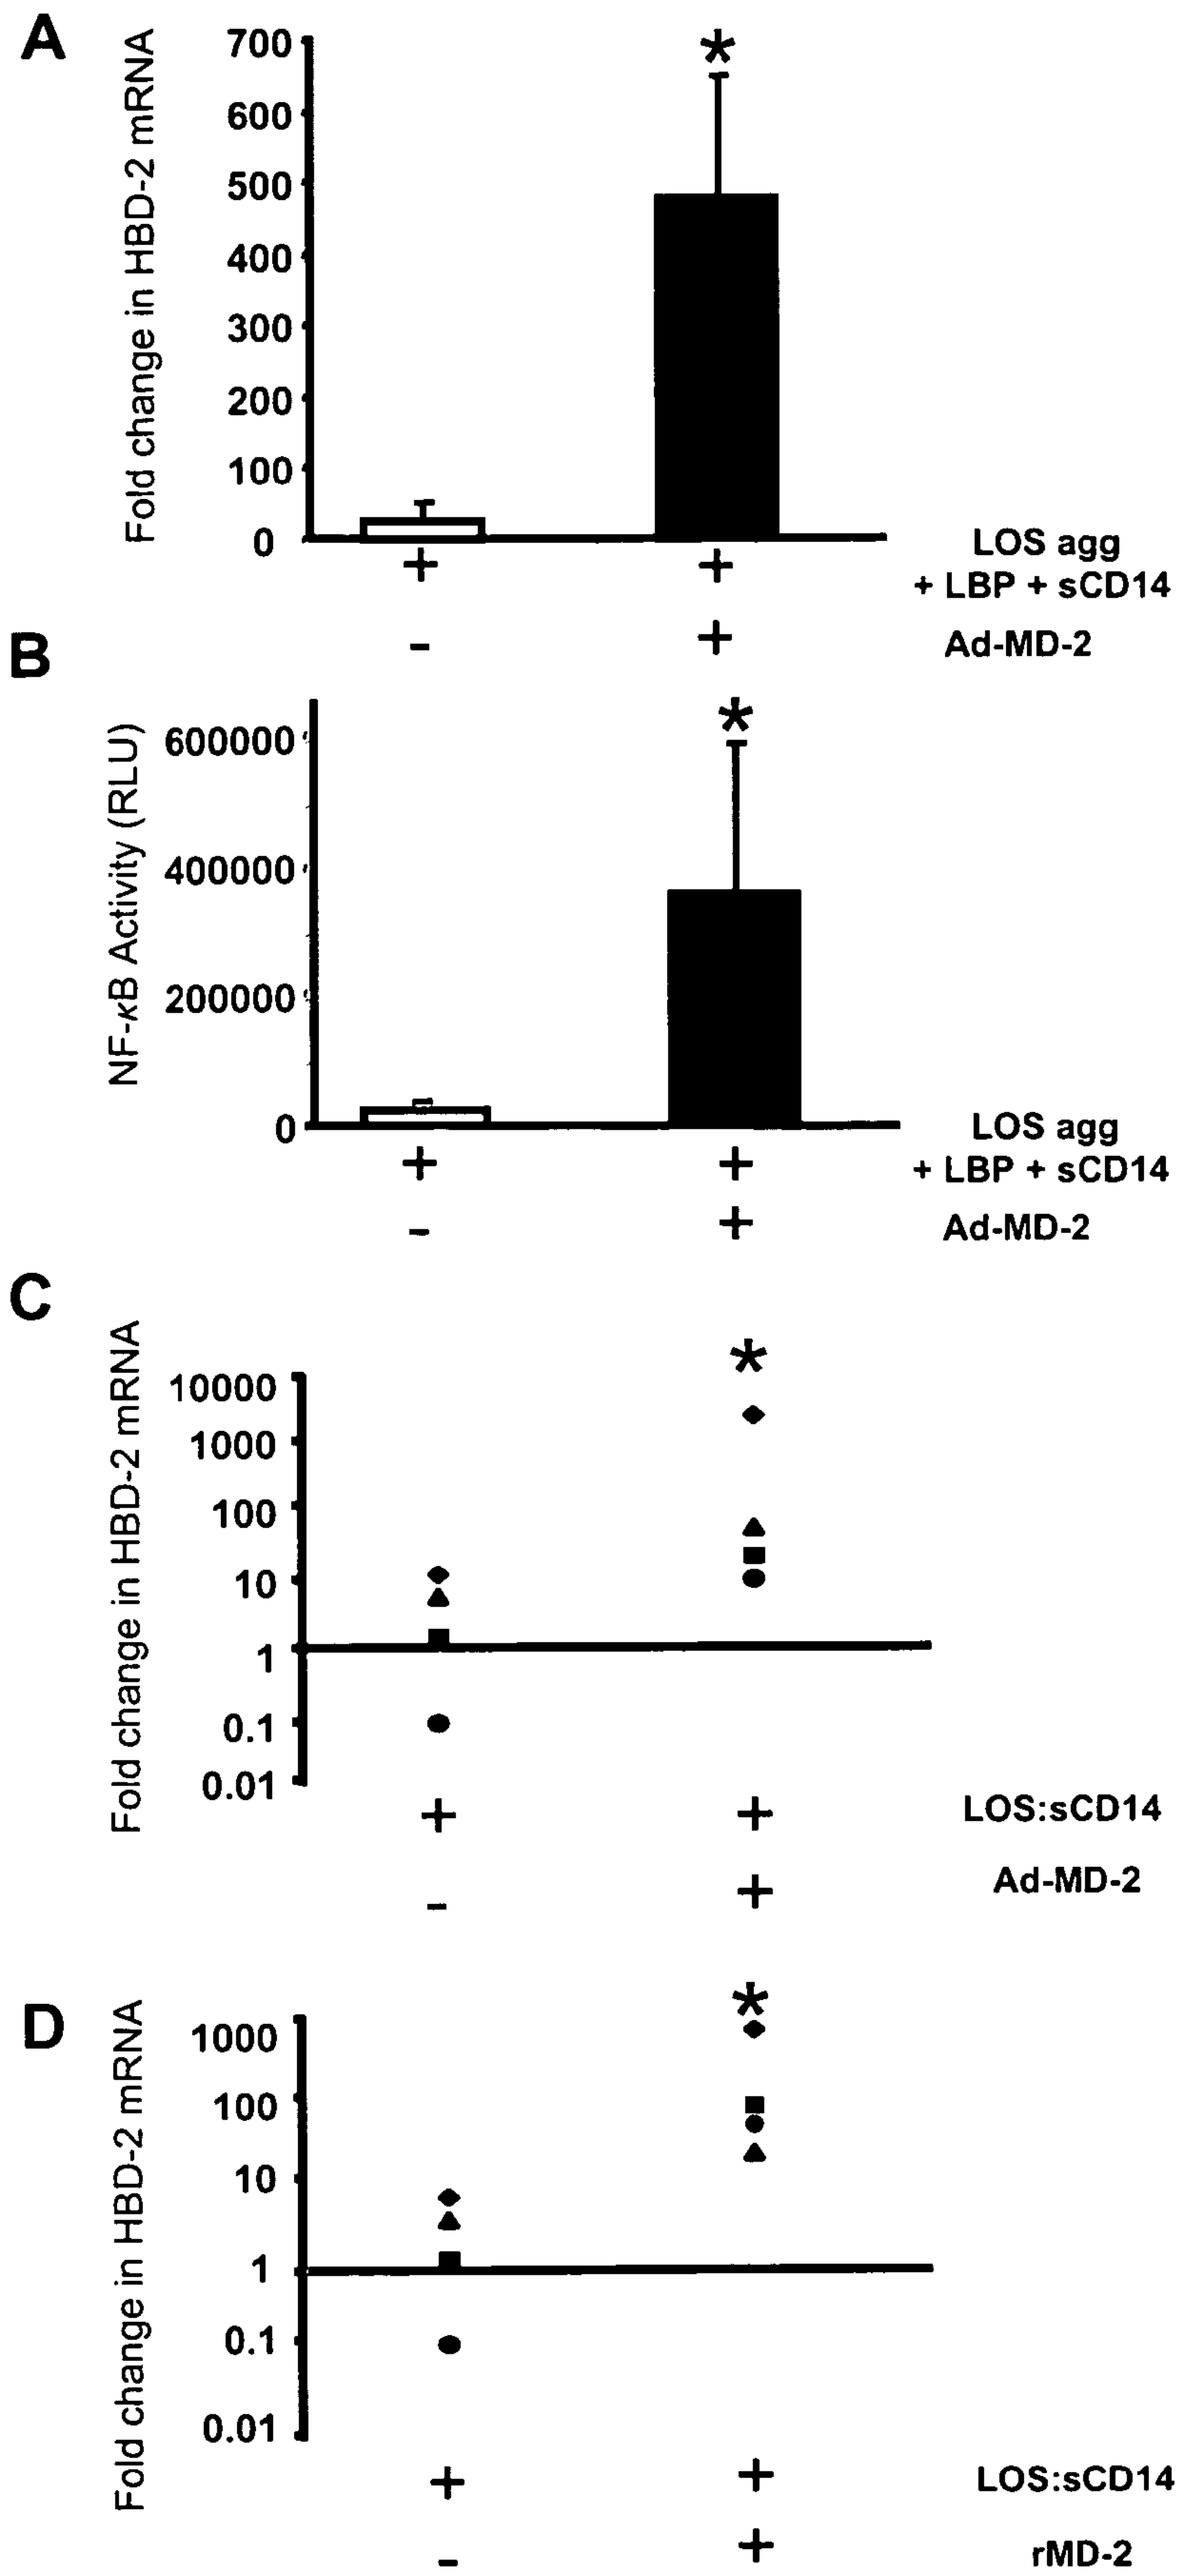 A
Fold change in HBD-2 mRNA
700
600
500
400
300
200
100
0
*
+ +
LOS agg
+ LBP + sCD14
- +
Ad-MD-2
B
NF-κB Activity (RLU)
600000
400000
200000
0
*
+ +
LOS agg
+ LBP + sCD14
- +
Ad-MD-2
C
Fold change in HBD-2 mRNA
10000
1000
100
10
1
0.1
0.01
*
+ + LOS:sCD14
- + Ad-MD-2
D
Fold change in HBD-2 mRNA
1000
100
10
1
0.1
0.01
*
+ + LOS:sCD14
- + rMD-2